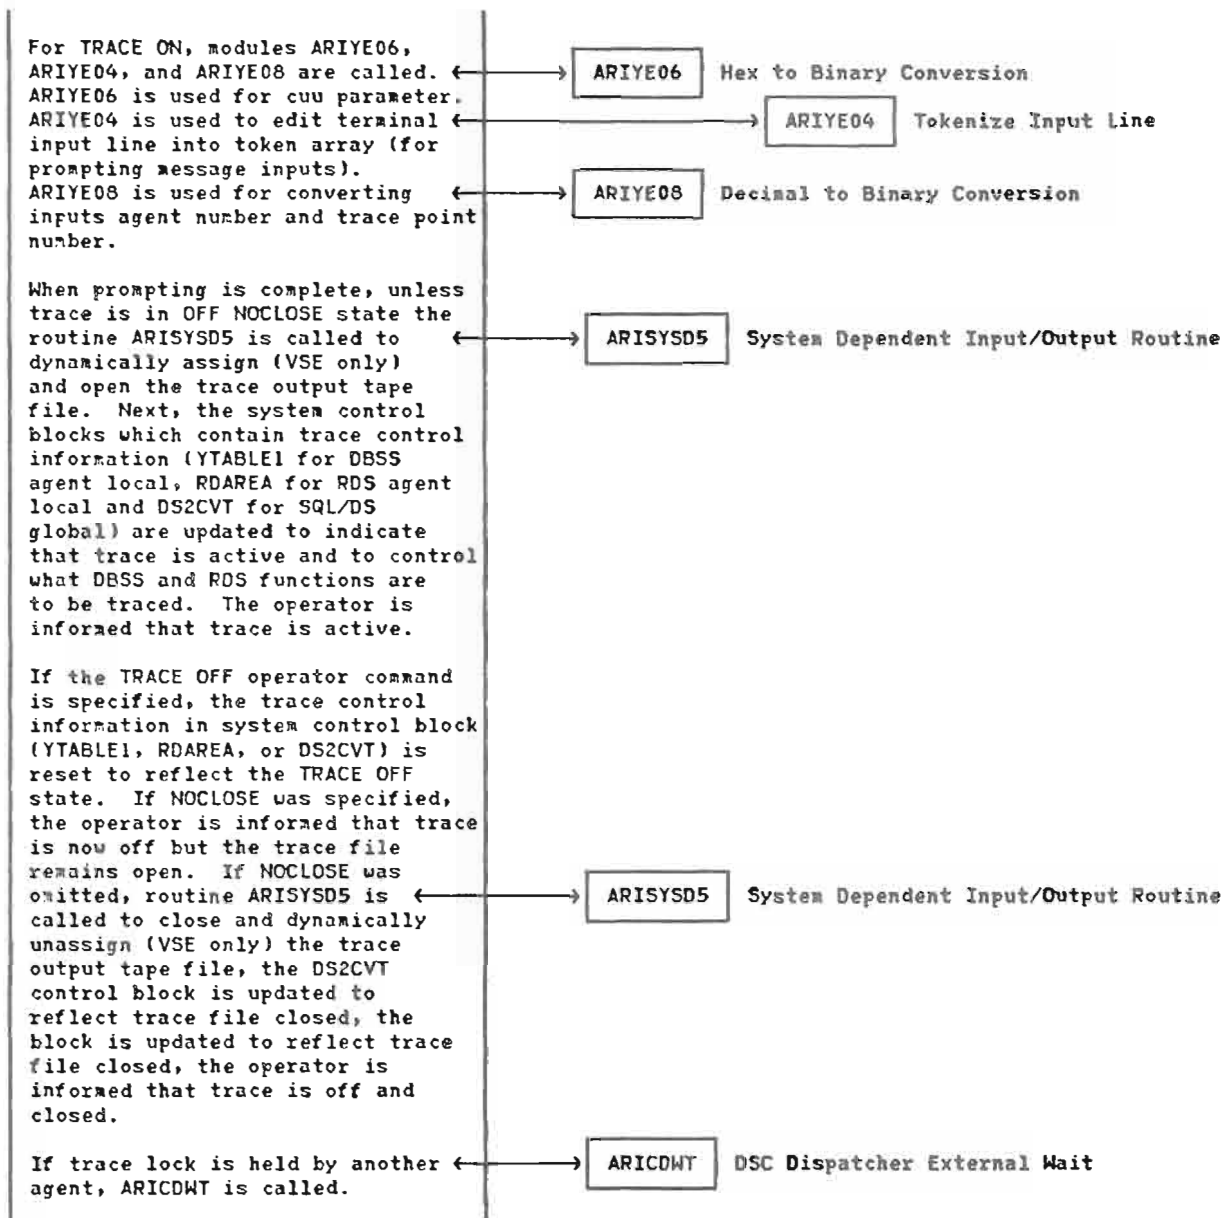 For TRACE ON, modules ARIYE06,
ARIYE04, and ARIYE08 are called.
ARIYE06 Hex to Binary Conversion
ARIYE06 is used for cuu parameter.
ARIYE04 is used to edit terminal
ARIYE04 Tokenize Input Line
input line into token array (for
prompting message inputs).
ARIYE08 is used for converting
ARIYE08 Decimal to Binary Conversion
inputs agent number and trace point
number.
When prompting is complete, unless
trace is in OFF NOCLOSE state the
routine ARISYSD5 is called to
ARISYSD5 System Dependent Input/Output Routine
dynamically assign (VSE only)
and open the trace output tape
file. Next, the system control
blocks which contain trace control
information (YTABLE1 for DBSS
agent local, RDAREA for RDS agent
local and DS2CVT for SQL/DS
global) are updated to indicate
that trace is active and to control
what DBSS and RDS functions are
to be traced. The operator is
informed that trace is active.
If the TRACE OFF operator command
is specified, the trace control
information in system control block
(YTABLE1, RDAREA, or DS2CVT) is
reset to reflect the TRACE OFF
state. If NOCLOSE was specified,
the operator is informed that trace
is now off but the trace file
remains open. If NOCLOSE was
omitted, routine ARISYSD5 is
ARISYSD5 System Dependent Input/Output Routine
called to close and dynamically
unassign (VSE only) the trace
output tape file, the DS2CVT
control block is updated to
reflect trace file closed, the
block is updated to reflect trace
file closed, the operator is
informed that trace is off and
closed.
If trace lock is held by another
ARICDWT DSC Dispatcher External Wait
agent, ARICDWT is called.